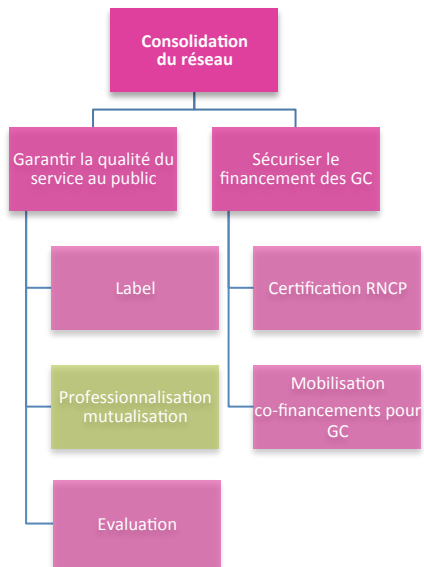 Consolidation
du réseau
Garantir la qualité du
service au public
Sécuriser le
financement des GC
Label
Certification RNCP
Professionnalisation
mutualisation
Mobilisation
co-financements pour
GC
Evaluation